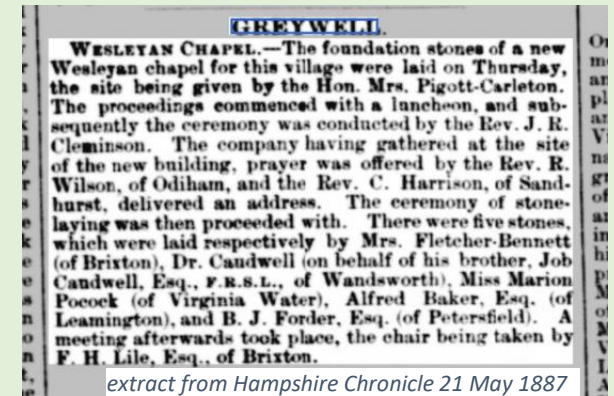 GREYWELL.
WESLEYAN CHAPEL.—The foundation stones of a new
Wesleyan chapel for this village were laid on Thursday,
the site being given by the Hon. Mrs. Pigott-Carleton.
The proceedings commenced with a luncheon, and sub-
sequently the ceremony was conducted by the Rev. J. R.
Cleminson. The company having gathered at the site
of the new building, prayer was offered by the Rev. R.
Wilson, of Odiham, and the Rev. C. Harrison, of Sand-
hurst, delivered an address. The ceremony of stone-
laying was then proceeded with. There were five stones,
which were laid respectively by Mrs. Fletcher-Bennett
(of Brixton), Dr. Caudwell (on behalf of his brother, Job
Caudwell, Esq., F.R.S.L., of Wandsworth), Miss Marion
Pocock (of Virginia Water), Alfred Baker, Esq. (of
Leamington), and B. J. Forder, Esq. (of Petersfield). A
meeting afterwards took place, the chair being taken by
F. H. Lile, Esq., of Brixton.
extract from Hampshire Chronicle 21 May 1887